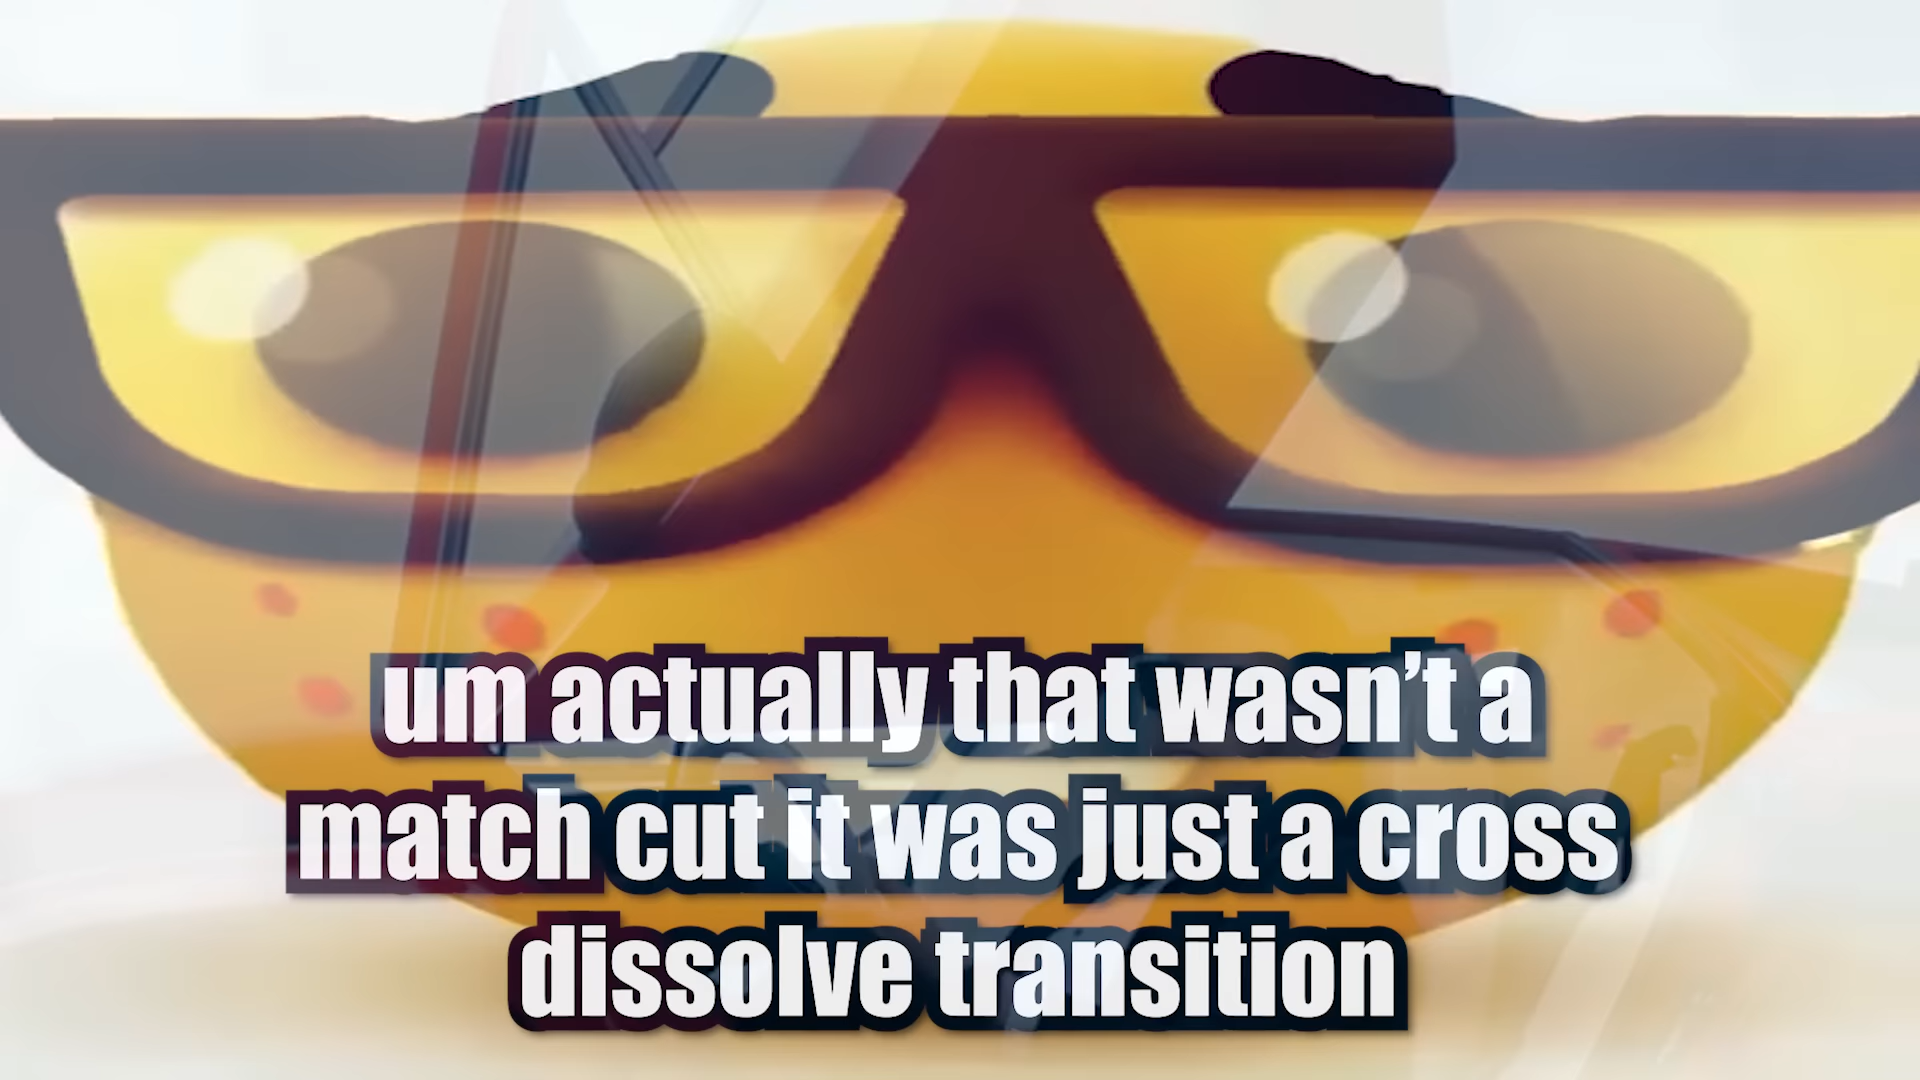 um actually that wasn’t a
match cut it was just a cross
dissolve transition